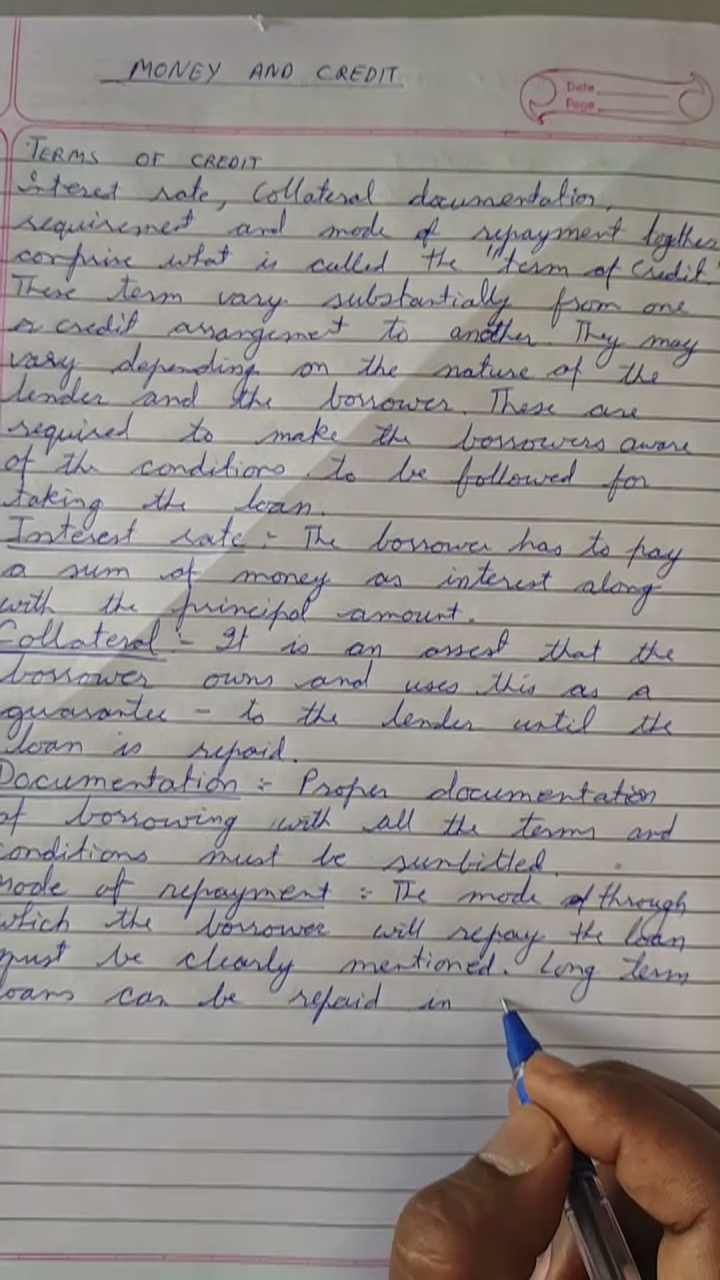 MONEY AND CREDIT
Date
Page
TERMS OF CREDIT
Interest rate, Collateral documentation,
requirement and mode of repayment together
comprise what is called the "term of Credit"
These term vary substantially from one
credit arrangement to another. They may
vary depending on the nature of the
lender and the borrower. These are
required to make the borrowers aware
of the conditions to be followed for
taking the loan.
Interest rate :- The borrower has to pay
a sum of money as interest along
with the principal amount.
Collateral :- It is an assest that the
borrower owns and uses this as a
guarantee - to the lender until the
loan is repaid.
Documentation :- Proper documentation
of borrowing with all the terms and
conditions must be sunbitted.
Mode of repayment :- The mode of through
which the borrower will repay the loan
must be clearly mentioned. Long term
loans can be repaid in